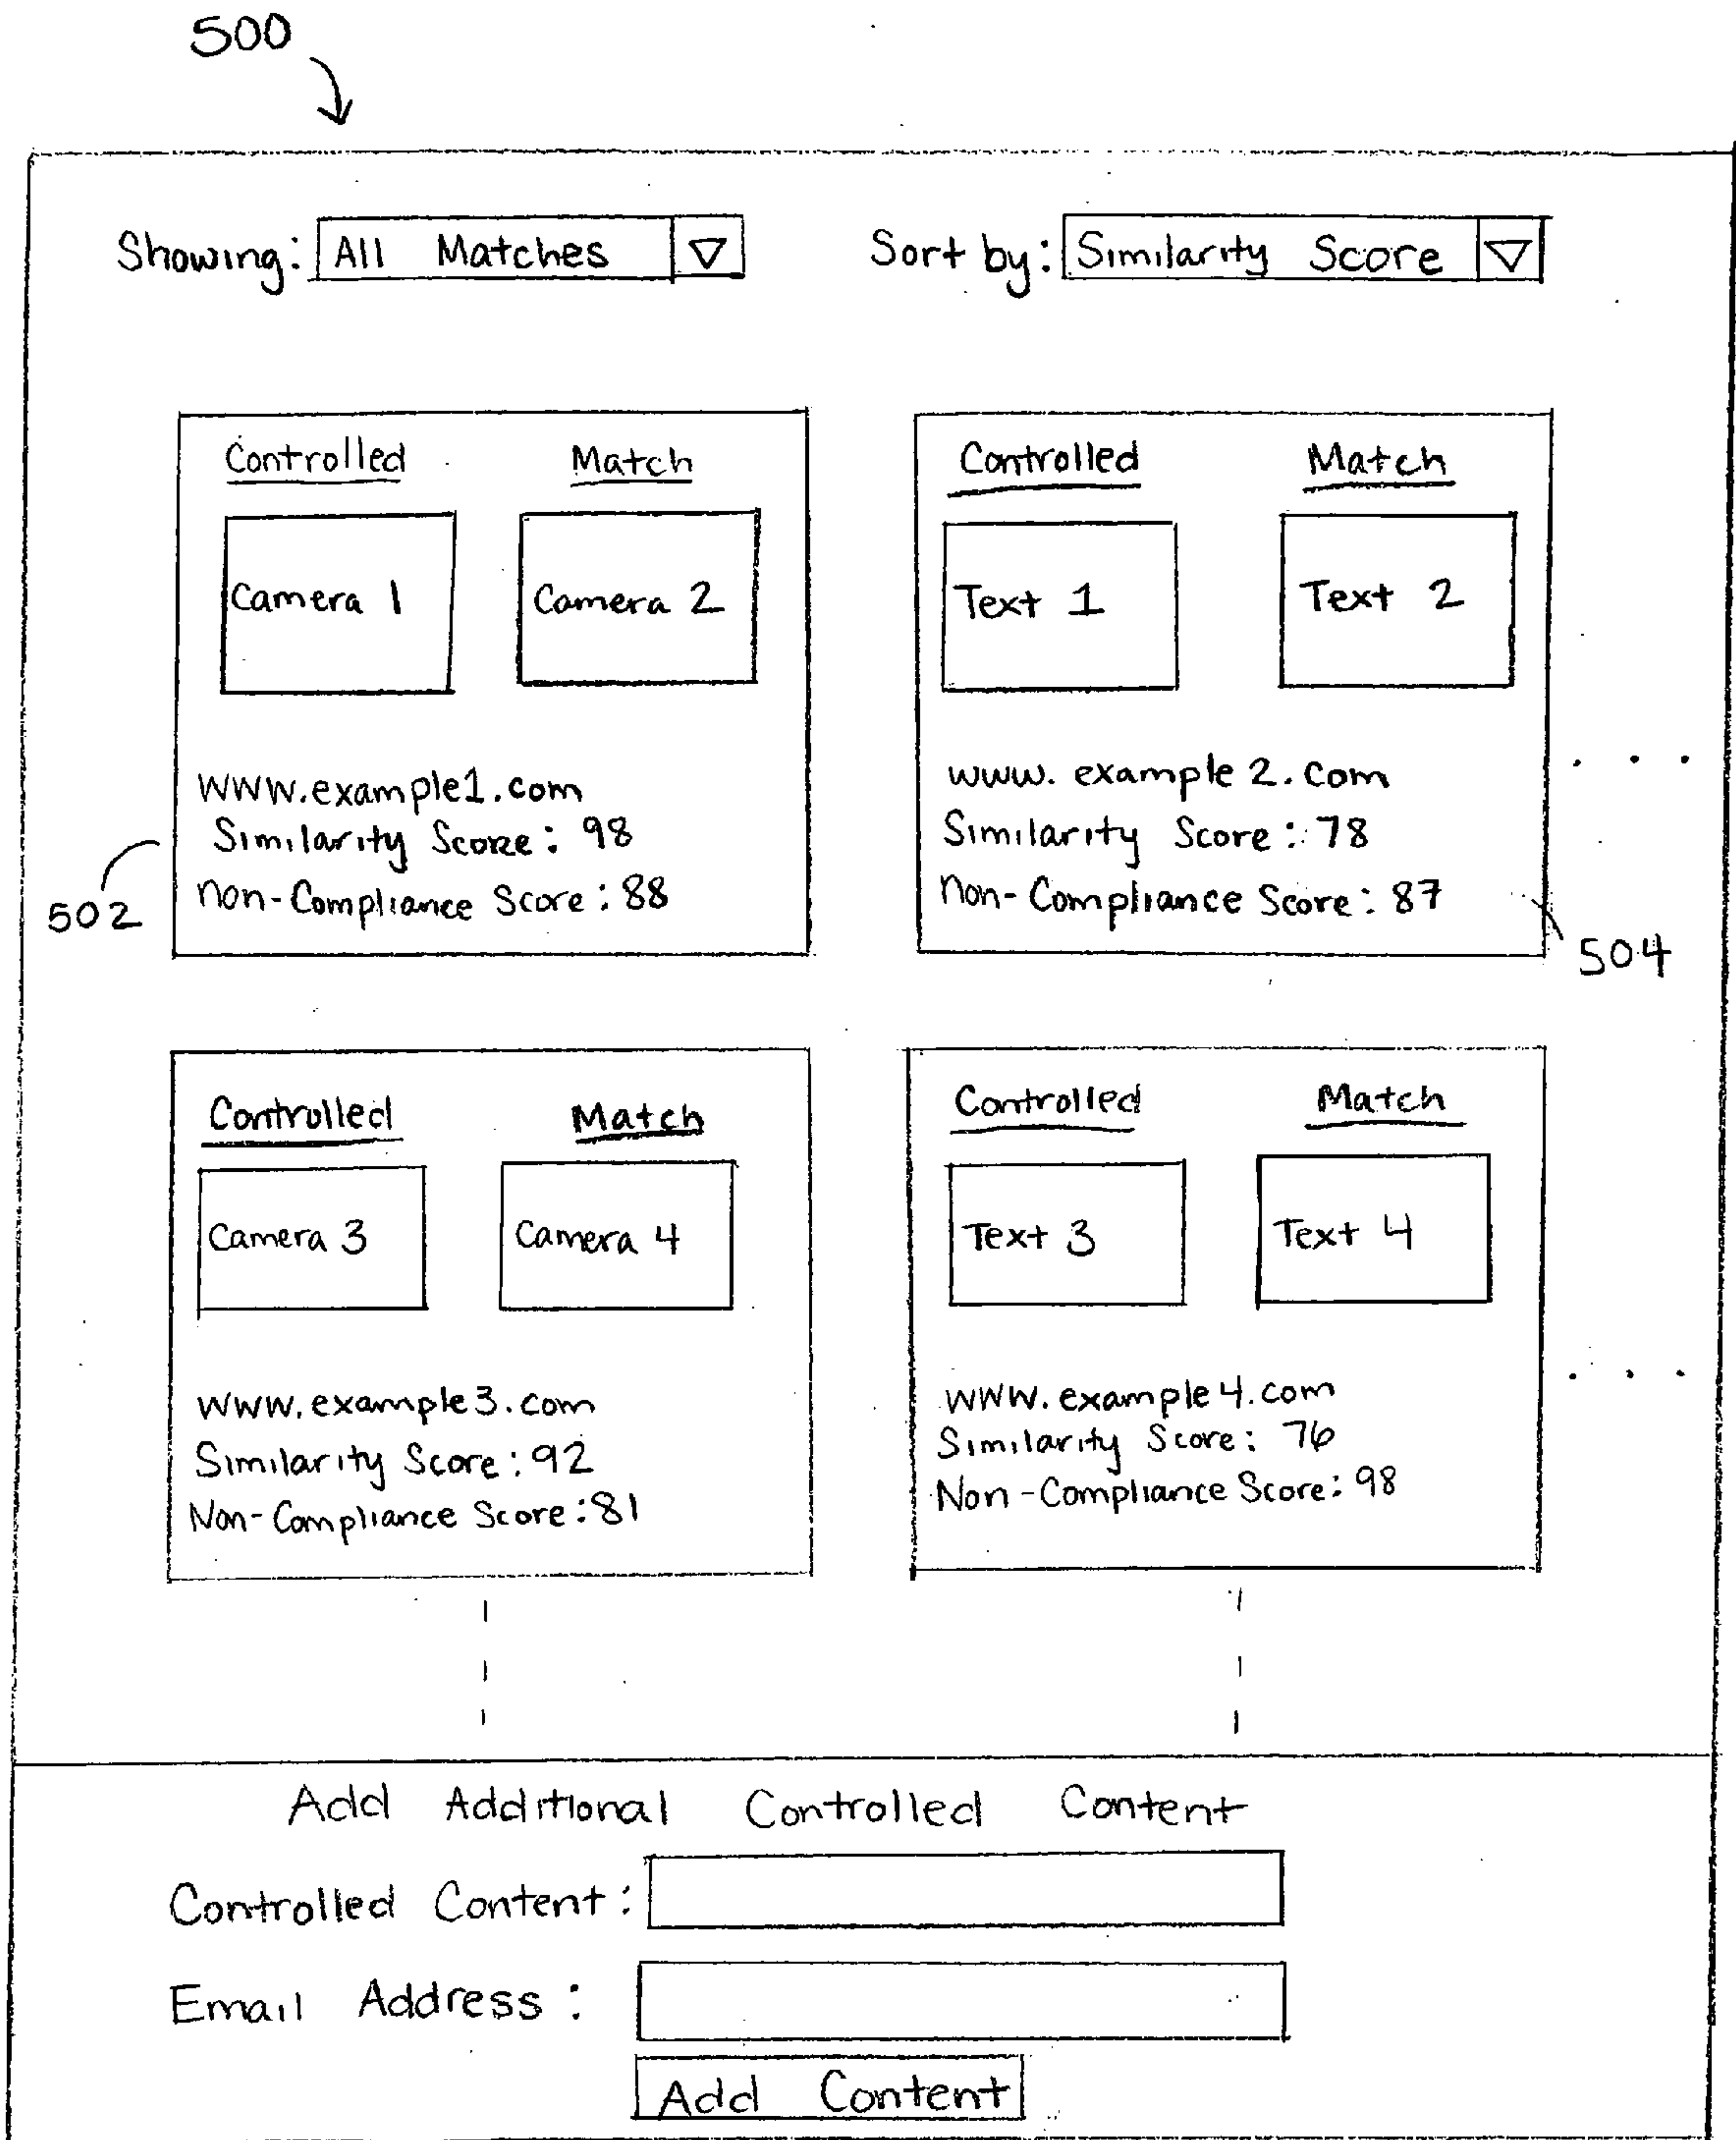 500
Showing: All Matches Sort by: Similarity Score
Controlled Match
Camera 1 Camera 2
www.example1.com
Similarity Score: 98
non-Compliance Score: 88
502
Controlled Match
Text 1 Text 2
www.example2.com
Similarity Score: 78
non-Compliance Score: 87
504
. . .
Controlled Match
Camera 3 Camera 4
www.example3.com
Similarity Score: 92
Non-Compliance Score: 81
Controlled Match
Text 3 Text 4
www.example4.com
Similarity Score: 76
Non-Compliance Score: 98
. . .
Add Additional Controlled Content
Controlled Content:
Email Address:
Add Content